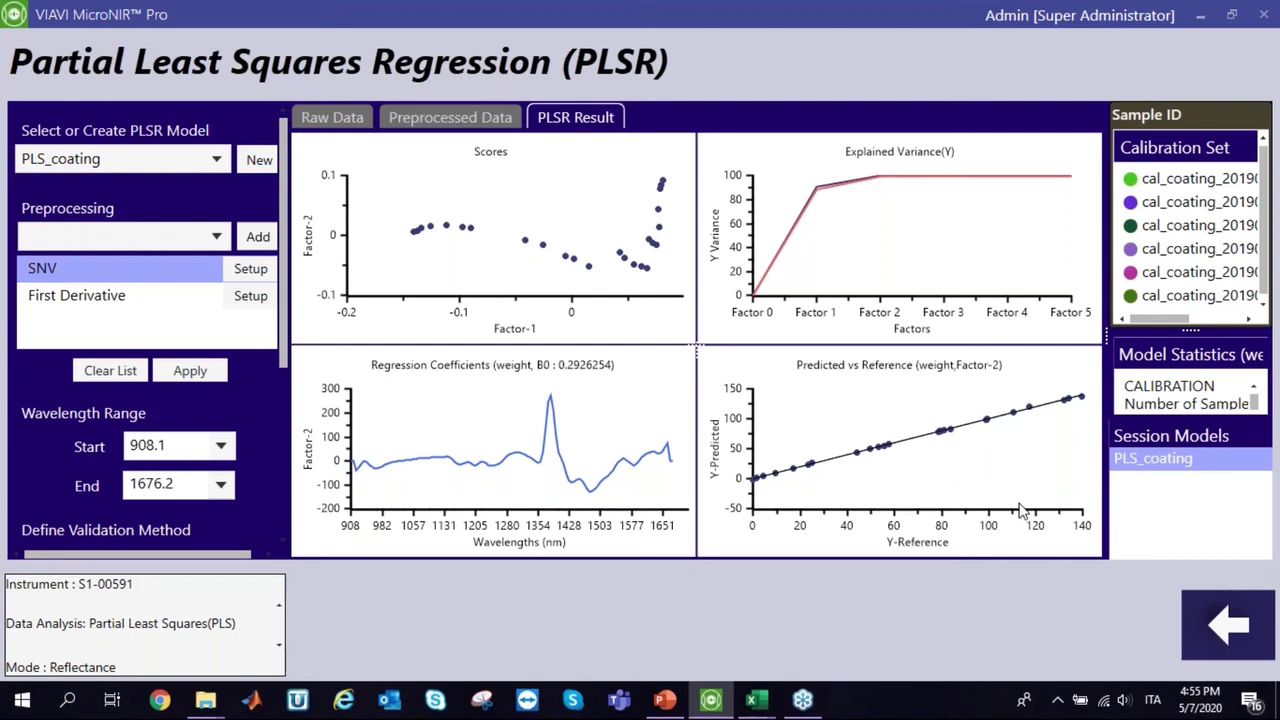 VIAVI MicroNIR™ Pro
Admin [Super Administrator]
Partial Least Squares Regression (PLSR)
Select or Create PLSR Model
PLS_coating
New
Preprocessing
Add
SNV
Setup
First Derivative
Setup
Clear List
Apply
Wavelength Range
Start
908.1
End
1676.2
Define Validation Method
Raw Data
Preprocessed Data
PLSR Result
Scores
0.1
0
-0.1
Factor-2
-0.2
-0.1
0
Factor-1
Explained Variance(Y)
100
80
60
40
20
0
Y Variance
Factor 0
Factor 1
Factor 2
Factor 3
Factor 4
Factor 5
Factors
Regression Coefficients (weight, B0 : 0.2926254)
300
200
100
0
-100
-200
Factor-2
908
982
1057
1131
1205
1280
1354
1428
1503
1577
1651
Wavelengths (nm)
Predicted vs Reference (weight,Factor-2)
150
100
50
0
-50
Y-Predicted
0
20
40
60
80
100
120
140
Y-Reference
Sample ID
Calibration Set
cal_coating_2019(
cal_coating_2019(
cal_coating_2019(
cal_coating_2019(
cal_coating_2019(
cal_coating_2019(
Model Statistics (we
CALIBRATION
Number of Sample
Session Models
PLS_coating
Instrument : S1-00591
Data Analysis: Partial Least Squares(PLS)
Mode : Reflectance
ITA
4:55 PM
5/7/2020
16